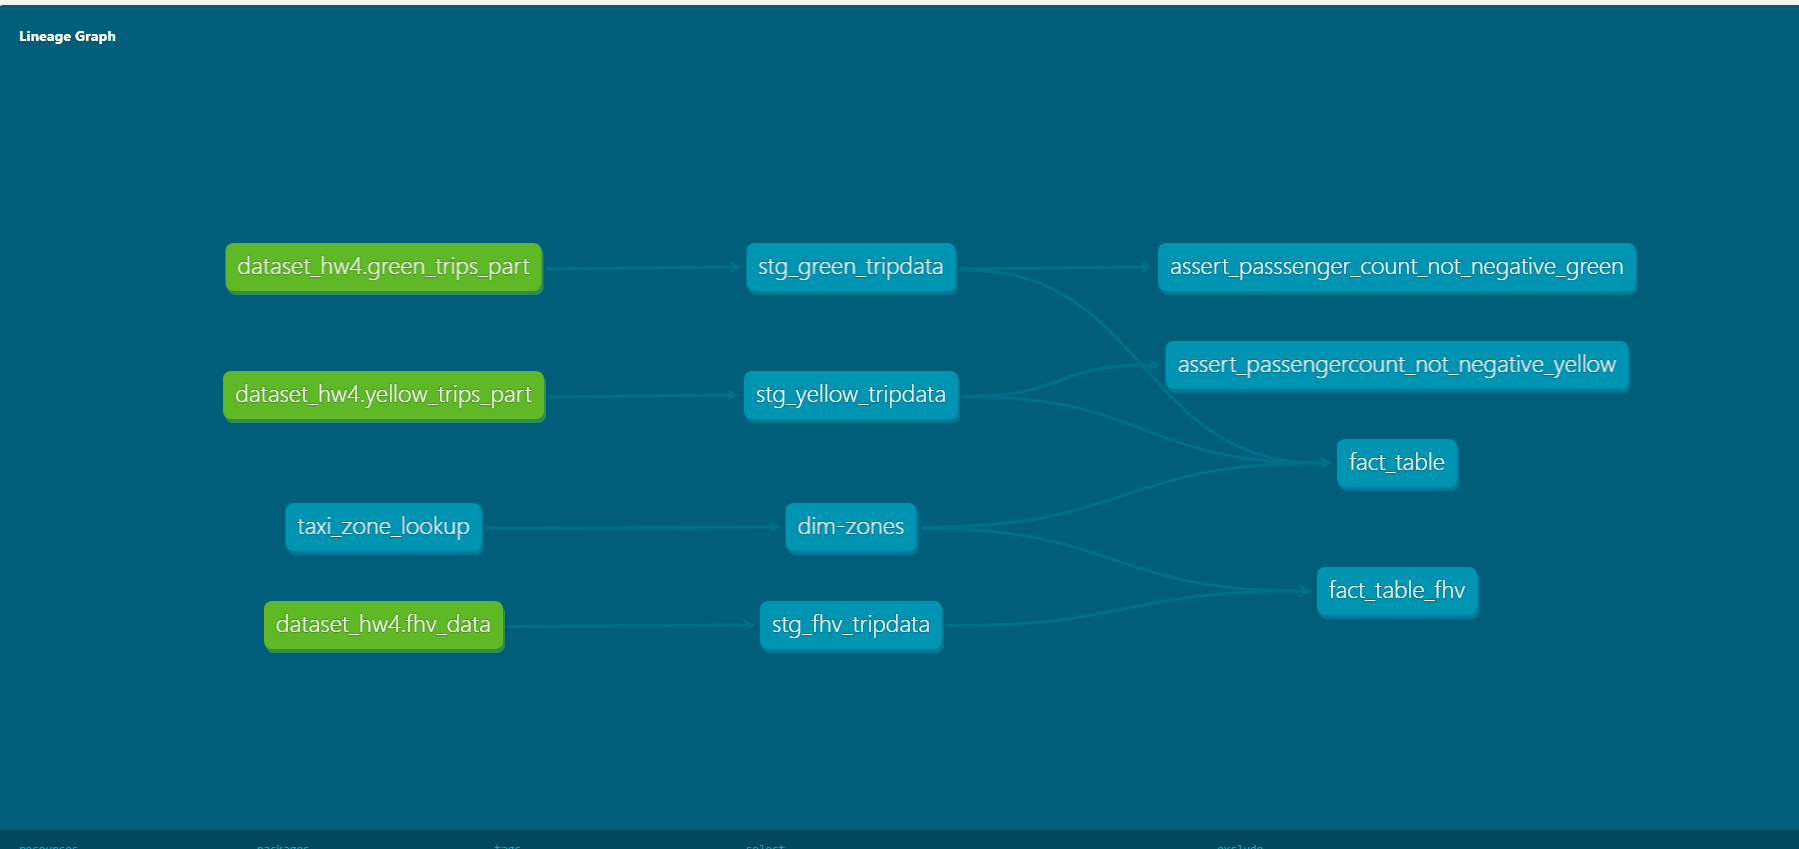 Lineage Graph
dataset_hw4.green_trips_part
stg_green_tripdata
assert_passsenger_count_not_negative_green
assert_passengercount_not_negative_yellow
dataset_hw4.yellow_trips_part
stg_yellow_tripdata
fact_table
taxi_zone_lookup
dim-zones
fact_table_fhv
dataset_hw4.fhv_data
stg_fhv_tripdata
resources
packages
tags
select
exclude